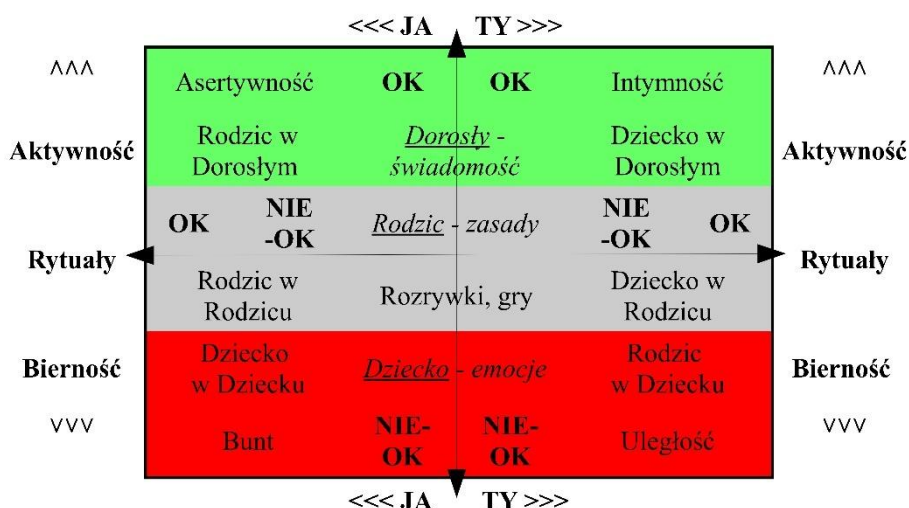 <<< JA TY >>>
^^^ Asertywność OK OK Intymność ^^^
Aktywność Rodzic w Dorosłym Dorosły - świadomość Dziecko w Dorosłym Aktywność
OK NIE -OK Rodzic - zasady NIE -OK OK
Rytuały Rytuały
Rodzic w Rodzicu Rozrywki, gry Dziecko w Rodzicu
Bierność Dziecko w Dziecku Dziecko - emocje Rodzic w Dziecku Bierność
vvv Bunt NIE- OK NIE- OK Uległość vvv
<<< JA TY >>>